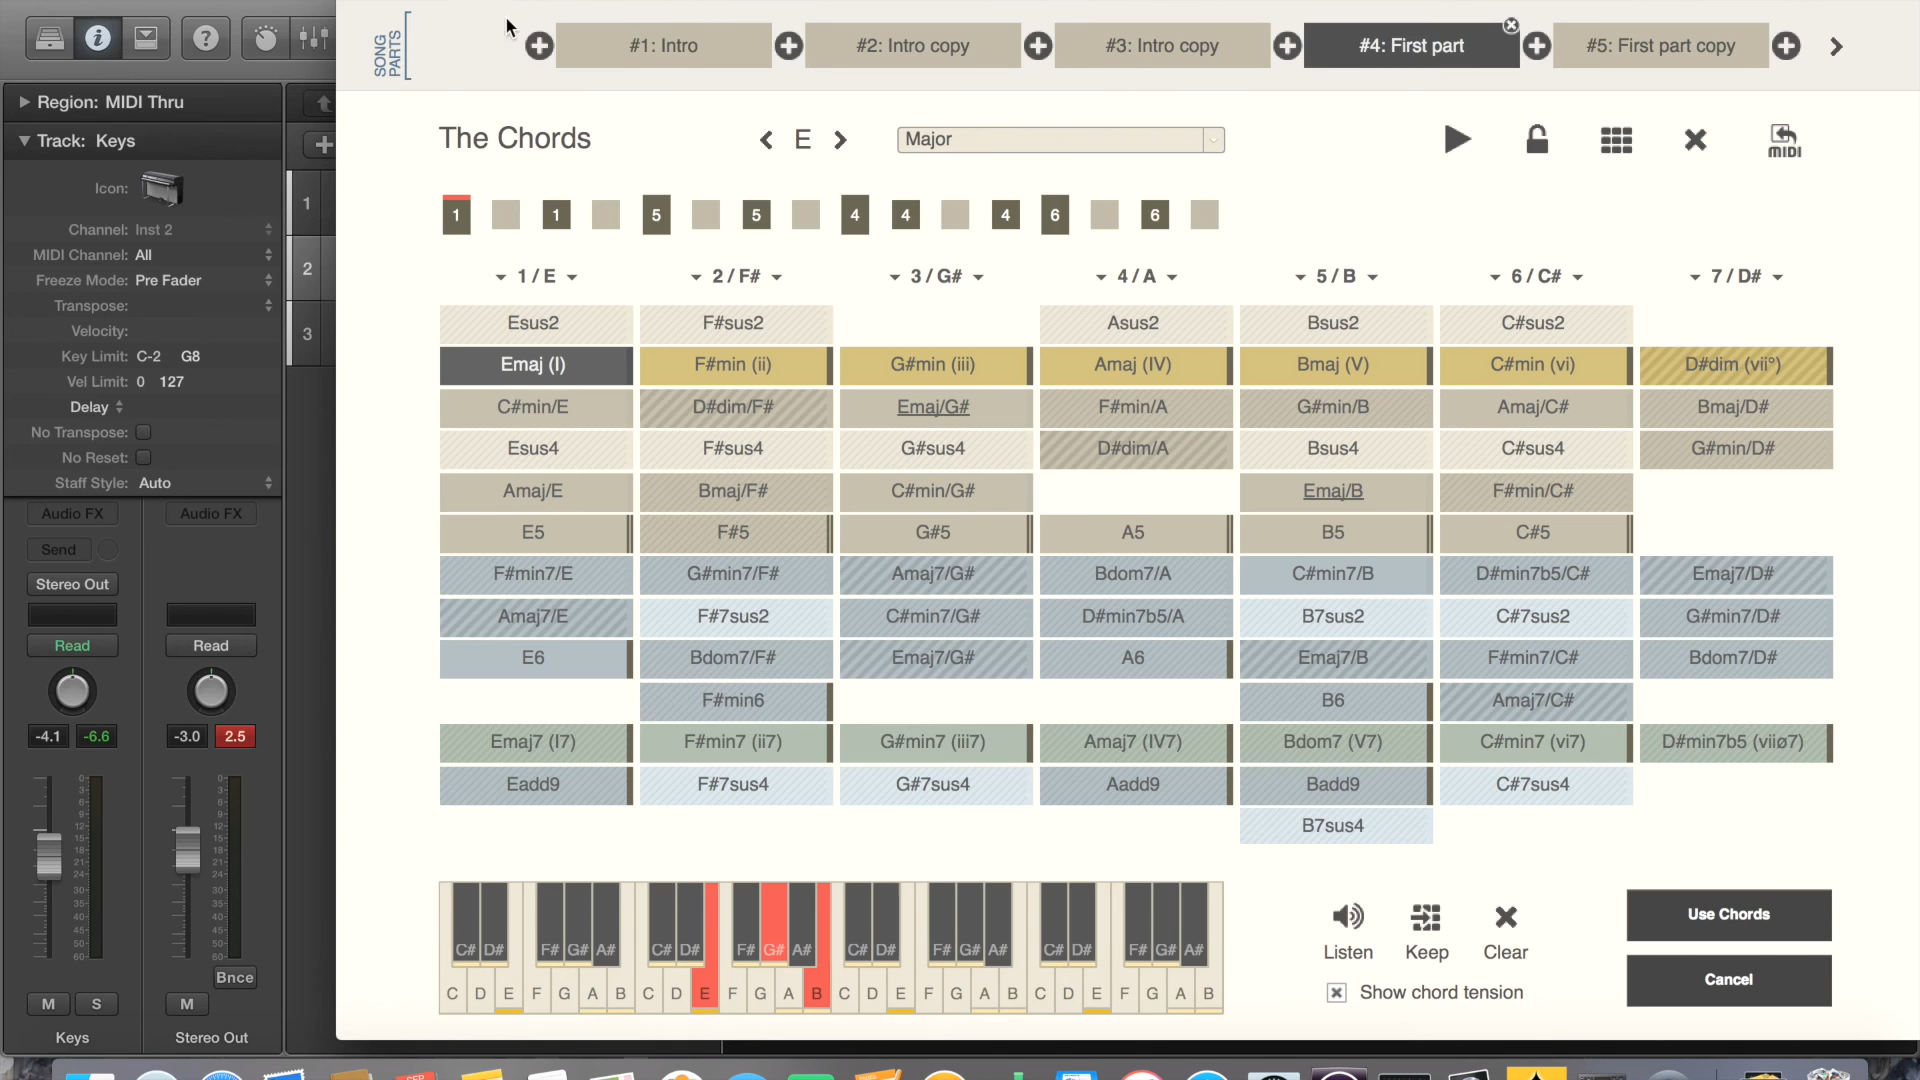 SONG PARTS
#1: Intro
#2: Intro copy
#3: Intro copy
#4: First part
#5: First part copy
Region: MIDI Thru
Track: Keys
Icon:
Channel: Inst 2
MIDI Channel: All
Freeze Mode: Pre Fader
Transpose:
Velocity:
Key Limit: C-2 G8
Vel Limit: 0 127
Delay
No Transpose:
No Reset:
Staff Style: Auto
1
2
3
Audio FX Audio FX
Send
Stereo Out
Read Read
-4.1 -6.6 -3.0 2.5
Bnce
M S M
Keys Stereo Out
The Chords E Major
MIDI
1 1 5 5 4 4 4 6 6
1 / E 2 / F# 3 / G# 4 / A 5 / B 6 / C# 7 / D#
Esus2 F#sus2 Asus2 Bsus2 C#sus2
Emaj (I) F#min (ii) G#min (iii) Amaj (IV) Bmaj (V) C#min (vi) D#dim (vii°)
C#min/E D#dim/F# Emaj/G# F#min/A G#min/B Amaj/C# Bmaj/D#
Esus4 F#sus4 G#sus4 D#dim/A Bsus4 C#sus4 G#min/D#
Amaj/E Bmaj/F# C#min/G# Emaj/B F#min/C#
E5 F#5 G#5 A5 B5 C#5
F#min7/E G#min7/F# Amaj7/G# Bdom7/A C#min7/B D#min7b5/C# Emaj7/D#
Amaj7/E F#7sus2 C#min7/G# D#min7b5/A B7sus2 C#7sus2 G#min7/D#
E6 Bdom7/F# Emaj7/G# A6 Emaj7/B F#min7/C# Bdom7/D#
F#min6 B6 Amaj7/C#
Emaj7 (I7) F#min7 (ii7) G#min7 (iii7) Amaj7 (IV7) Bdom7 (V7) C#min7 (vi7) D#min7b5 (viiø7)
Eadd9 F#7sus4 G#7sus4 Aadd9 Badd9 C#7sus4
B7sus4
C# D# F# G# A# C# D# F# G# A# C# D# F# G# A# C# D# F# G# A#
C D E F G A B C D E F G A B C D E F G A B C D E F G A B
Listen Keep Clear
Show chord tension
Use Chords
Cancel